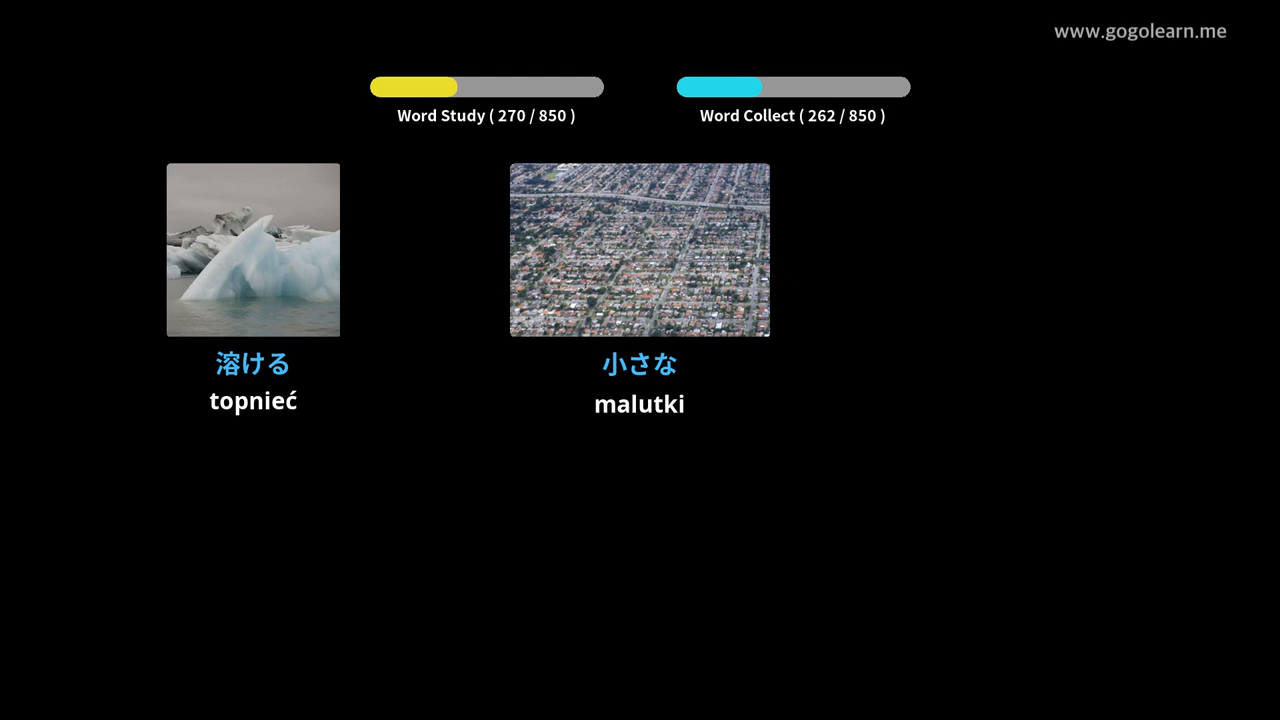 www.gogolearn.me
Word Study ( 270 / 850 )
Word Collect ( 262 / 850 )
溶ける
topnieć
小さな
malutki